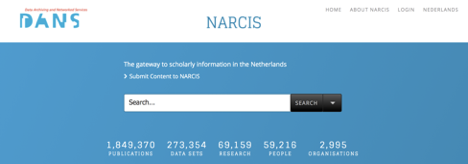 Data Archiving and Networked Services
DANS
NARCIS
HOME ABOUT NARCIS LOGIN NEDERLANDS
The gateway to scholarly information in the Netherlands
Submit Content to NARCIS
Search... SEARCH
1,849,370 273,354 69,159 59,216 2,995
PUBLICATIONS DATA SETS RESEARCH PEOPLE ORGANISATIONS